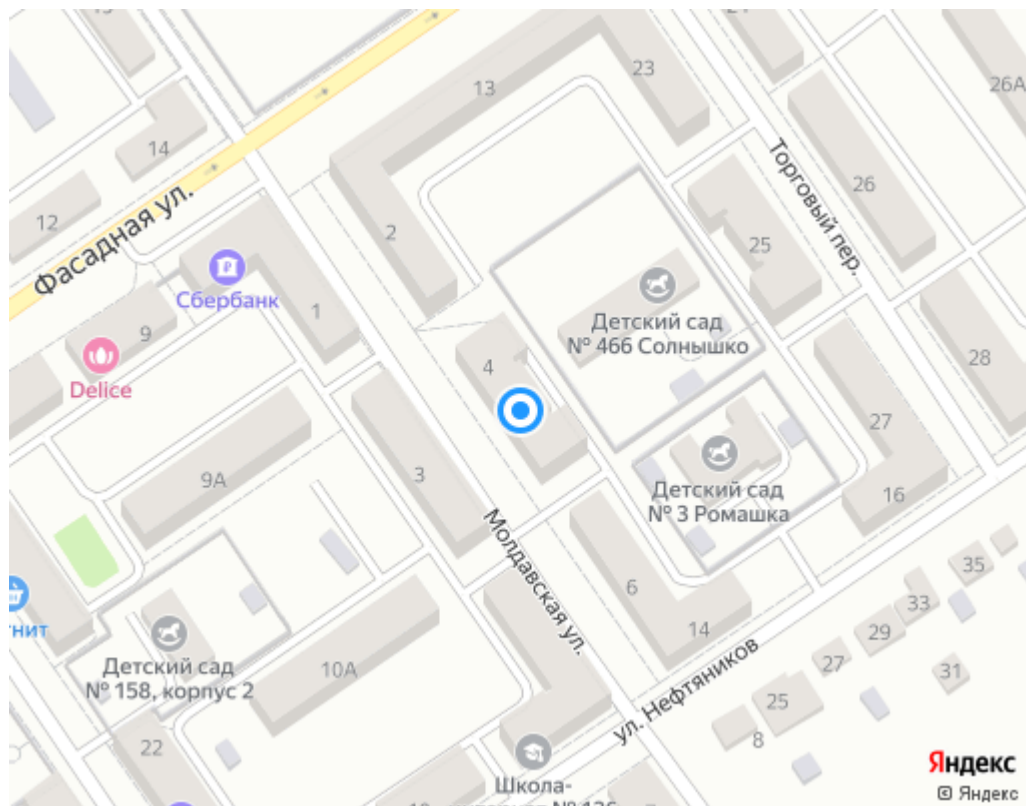 13
23
26А
14
Торговый пер.
26
12
Фасадная ул.
2
25
Сбербанк
1
Детский сад
№ 466 Солнышко
9
4
28
Delice
27
9А
3
Детский сад
№ 3 Ромашка
16
Молдавская ул.
6
35
33
14
29
27
31
Детский сад
№ 158, корпус 2
10А
25
ул. Нефтяников
8
22
Школа-
Яндекс
© Яндекс